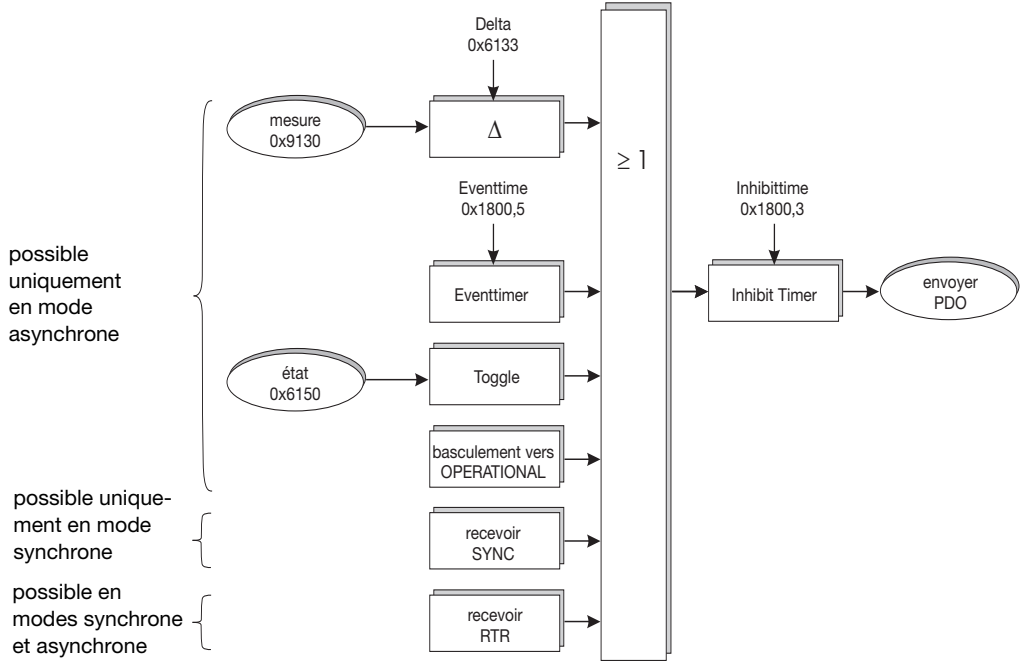 Delta
0x6133
mesure
0x9130
Δ
≥ 1
Eventtime
0x1800,5
Inhibittime
0x1800,3
possible
uniquement
en mode
asynchrone
Eventtimer
Inhibit Timer
envoyer
PDO
état
0x6150
Toggle
basculement vers
OPERATIONAL
possible unique-
ment en mode
synchrone
recevoir
SYNC
possible en
modes synchrone
et asynchrone
recevoir
RTR